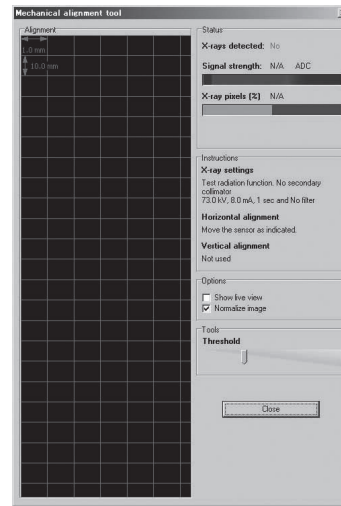 Mechanical alignment tool
Alignment
1.0 mm
10.0 mm
Status
X-rays detected: No
Signal strength: N/A ADC
X-ray pixels (%) N/A
Instructions
X-ray settings
Test radiation function. No secondary
collimator
73.0 kV, 8.0 mA, 1 sec and No filter
Horizontal alignment
Move the sensor as indicated.
Vertical alignment
Not used
Options
Show live view
Normalize image
Tools
Threshold
Close